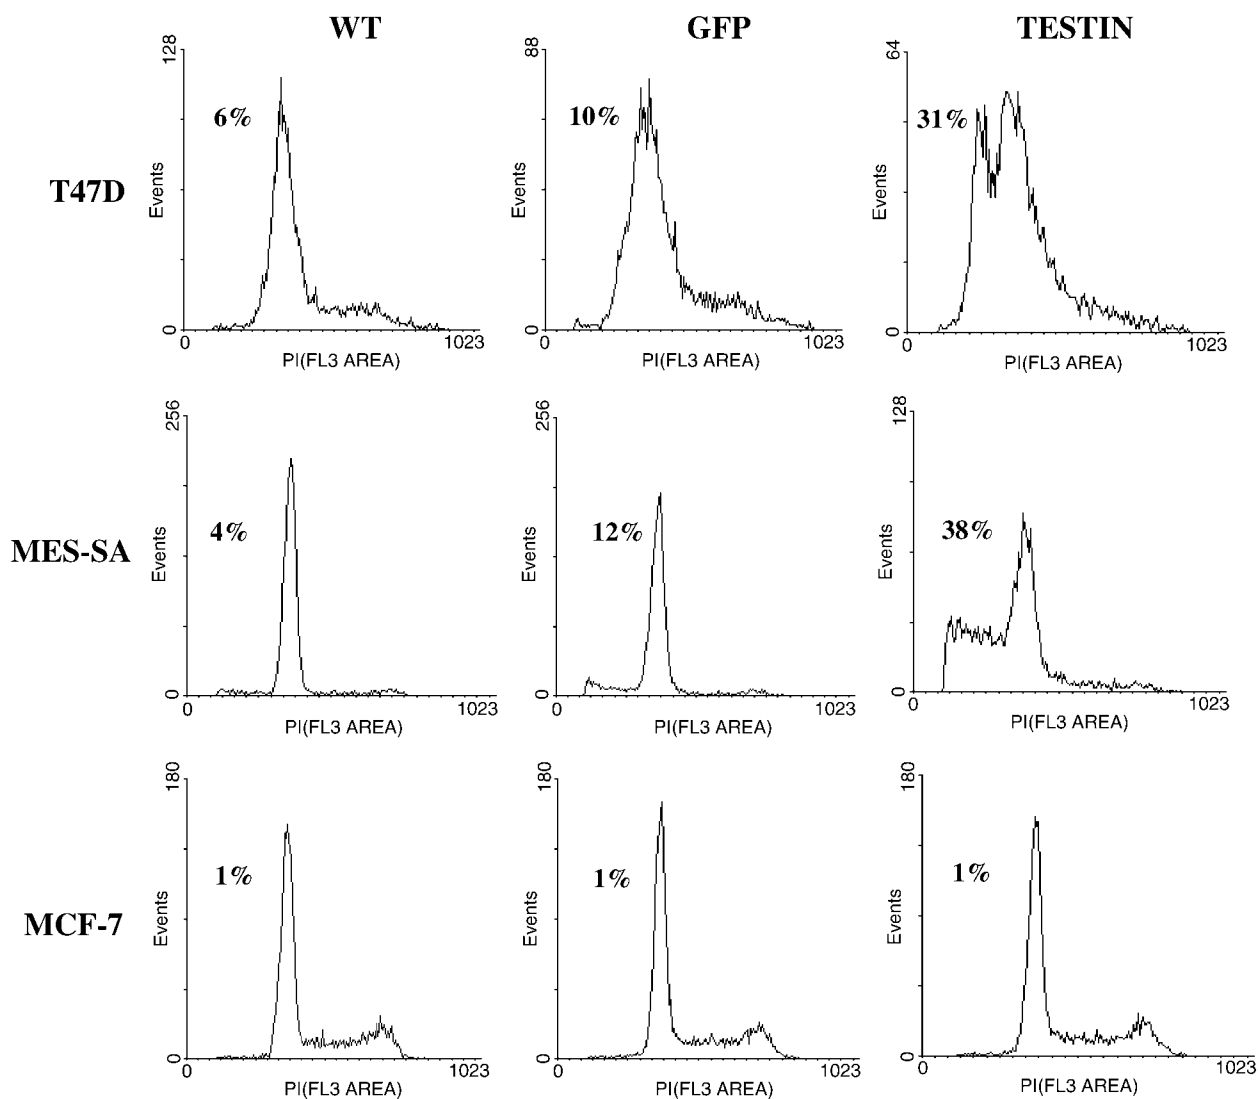 WT GFP TESTIN
T47D
128
6%
Events
0
0 1023
PI(FL3 AREA)
88
10%
Events
0
0 1023
PI(FL3 AREA)
64
31%
Events
0
0 1023
PI(FL3 AREA)
MES-SA
256
4%
Events
0
0 1023
PI(FL3 AREA)
256
12%
Events
0
0 1023
PI(FL3 AREA)
128
38%
Events
0
0 1023
PI(FL3 AREA)
MCF-7
180
1%
Events
0
0 1023
PI(FL3 AREA)
180
1%
Events
0
0 1023
PI(FL3 AREA)
180
1%
Events
0
0 1023
PI(FL3 AREA)